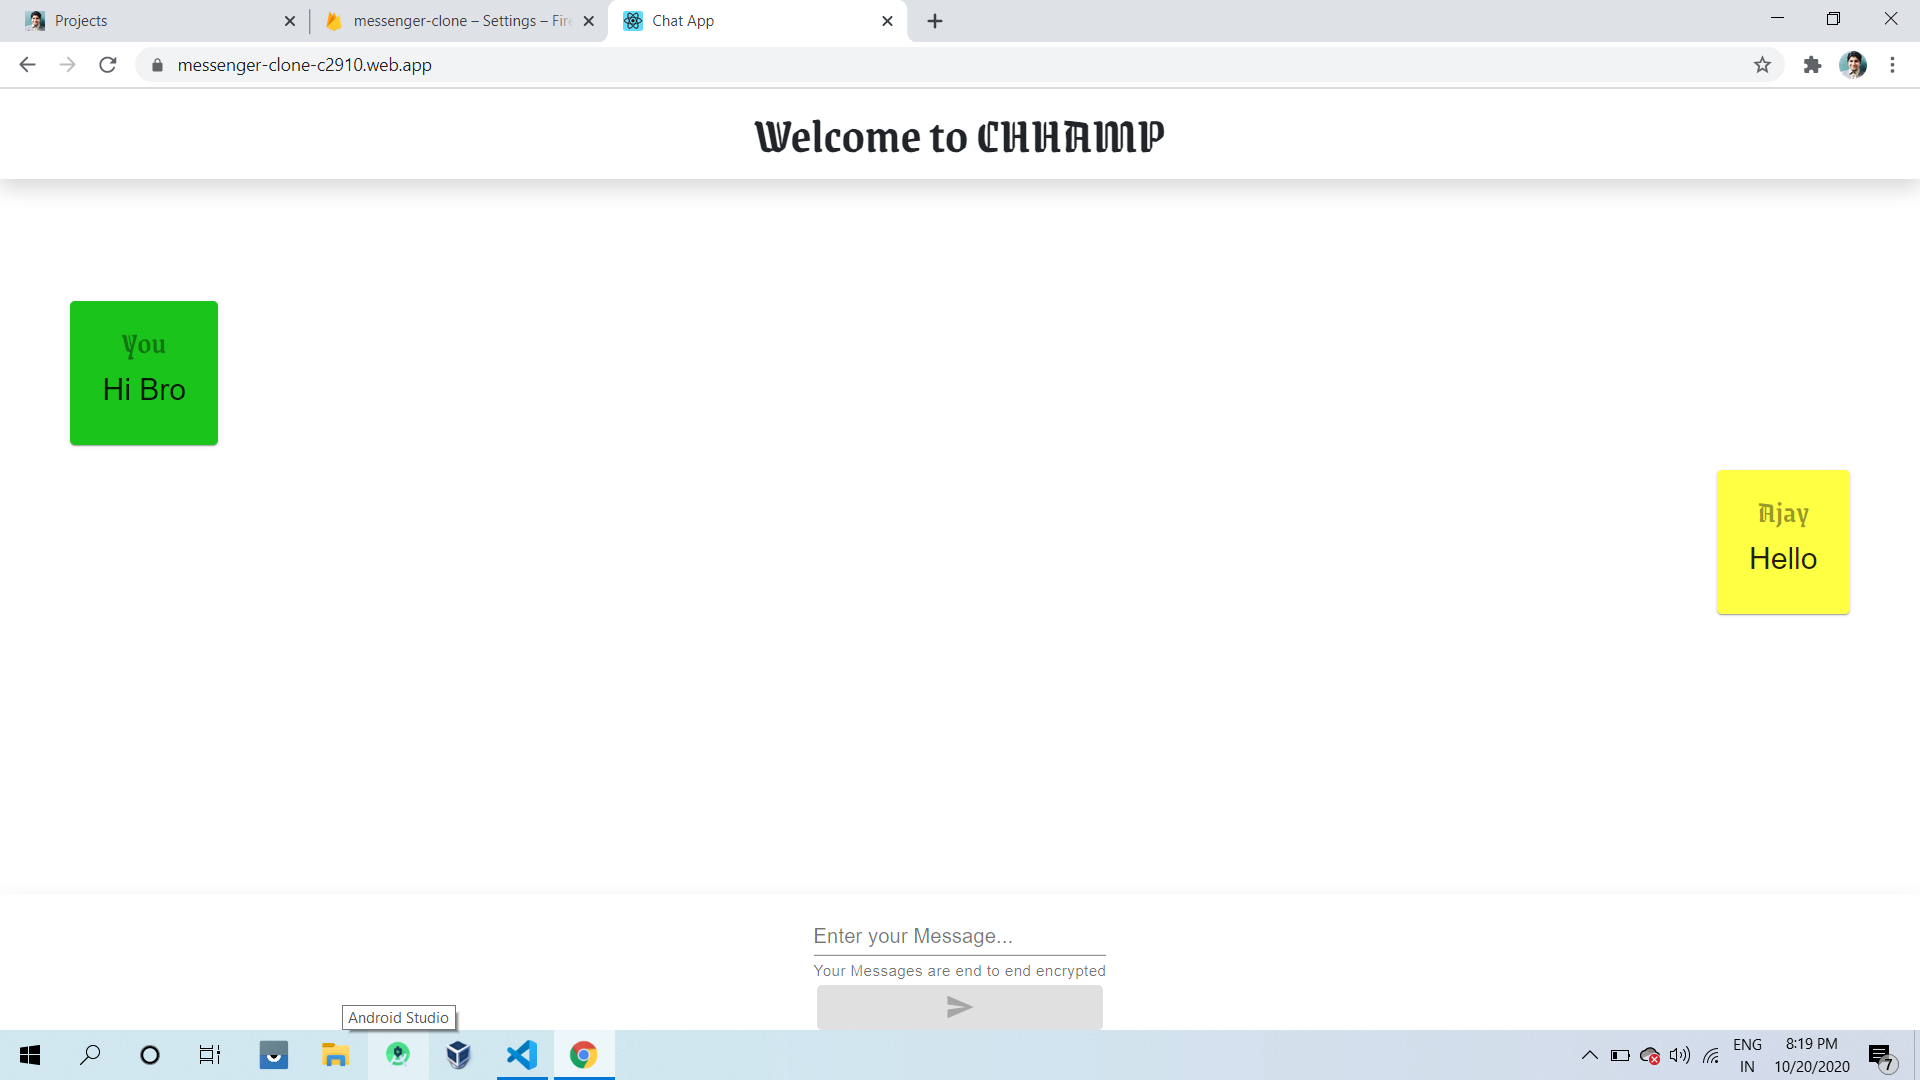 Projects
messenger-clone – Settings – Fire
Chat App
messenger-clone-c2910.web.app
Welcome to CHHAMP
You
Hi Bro
Ajay
Hello
Enter your Message...
Your Messages are end to end encrypted
Android Studio
ENG
IN
8:19 PM
10/20/2020
7